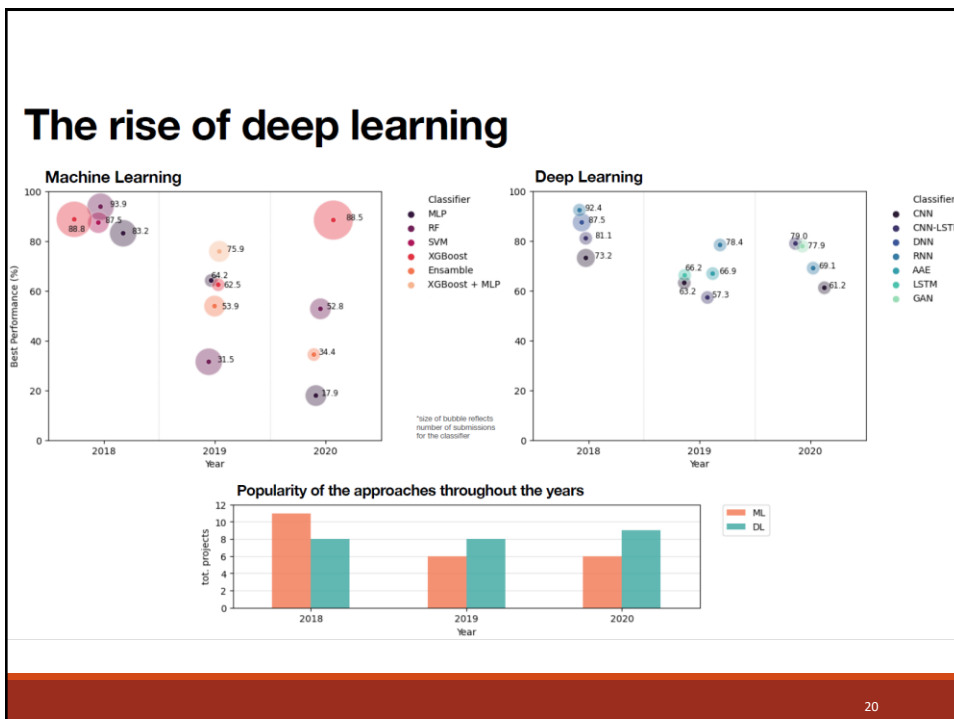 The rise of deep learning
Machine Learning
100
80
60
40
20
0
Best Performance (%)
93.9
87.5
88.8
83.2
75.9
64.2
62.5
53.9
31.5
88.5
52.8
34.4
17.9
2018
2019
2020
Year
Classifier
MLP
RF
SVM
XGBoost
Ensamble
XGBoost + MLP
*size of bubble reflects
number of submissions
for the classifier
Deep Learning
100
80
60
40
20
0
92.4
87.5
81.1
73.2
78.4
66.2
66.9
63.2
57.3
79.0
77.9
69.1
61.2
2018
2019
2020
Year
Classifier
CNN
CNN-LST
DNN
RNN
AAE
LSTM
GAN
Popularity of the approaches throughout the years
12
10
8
6
4
2
0
tot. projects
2018
2019
2020
Year
ML
DL
20